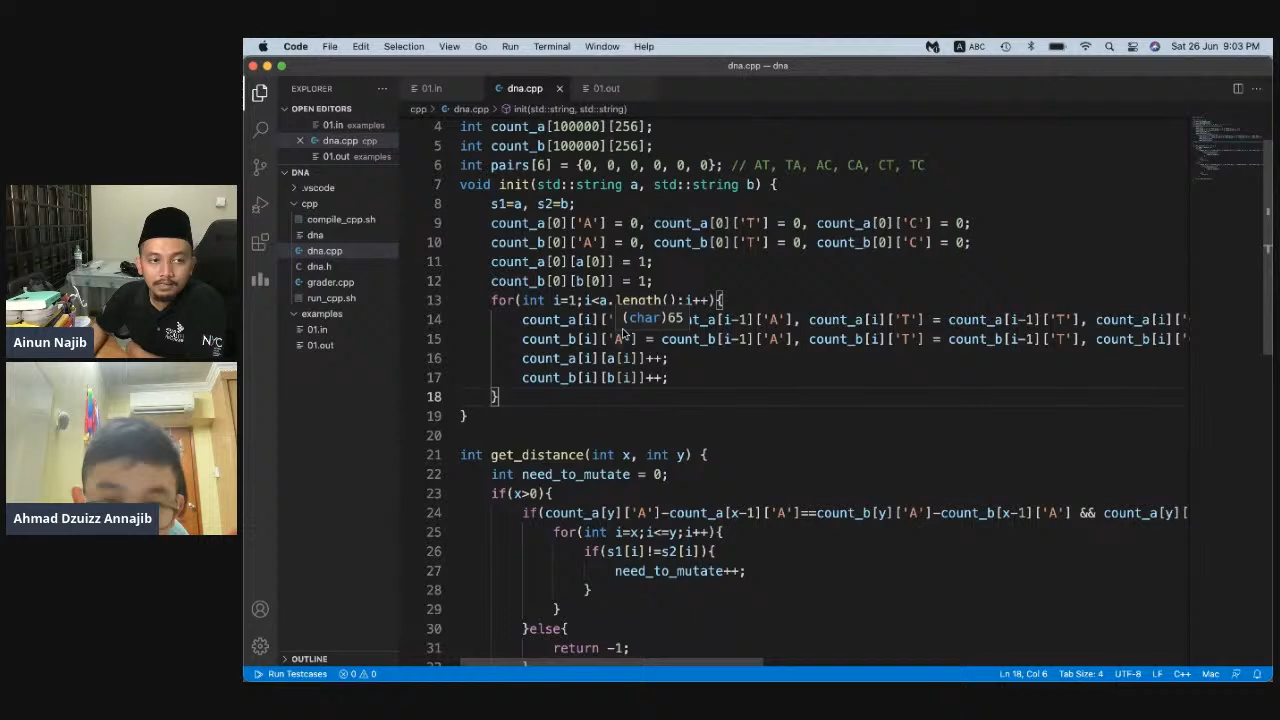 Code File Edit Selection View Go Run Terminal Window Help
A ABC Sat 26 Jun 9:03 PM
dna.cpp — dna
EXPLORER ···
OPEN EDITORS
01.in examples
dna.cpp cpp
01.out examples
DNA
.vscode
cpp
compile_cpp.sh
dna
dna.cpp
dna.h
grader.cpp
run_cpp.sh
examples
01.in
01.out
OUTLINE
01.in dna.cpp 01.out
cpp > dna.cpp > init(std::string, std::string)
4 int count_a[100000][256];
5 int count_b[100000][256];
6 int pairs[6] = {0, 0, 0, 0, 0, 0}; // AT, TA, AC, CA, CT, TC
7 void init(std::string a, std::string b) {
8 s1=a, s2=b;
9 count_a[0]['A'] = 0, count_a[0]['T'] = 0, count_a[0]['C'] = 0;
10 count_b[0]['A'] = 0, count_b[0]['T'] = 0, count_b[0]['C'] = 0;
11 count_a[0][a[0]] = 1;
12 count_b[0][b[0]] = 1;
13 for(int i=1;i<a.length();i++){
(char)65
14 count_a[i][' a[i-1]['A'], count_a[i]['T'] = count_a[i-1]['T'], count_a[i]['
15 count_b[i]['A'] = count_b[i-1]['A'], count_b[i]['T'] = count_b[i-1]['T'], count_b[i]['
16 count_a[i][a[i]]++;
17 count_b[i][b[i]]++;
18 }
19 }
20
21 int get_distance(int x, int y) {
22 int need_to_mutate = 0;
23 if(x>0){
24 if(count_a[y]['A']-count_a[x-1]['A']==count_b[y]['A']-count_b[x-1]['A'] && count_a[y][
25 for(int i=x;i<=y;i++){
26 if(s1[i]!=s2[i]){
27 need_to_mutate++;
28 }
29 }
30 }else{
31 return -1;
Run Testcases 0 0 Ln 18, Col 6 Tab Size: 4 UTF-8 LF C++ Mac
Ainun Najib
Ahmad Dzuizz Annajib